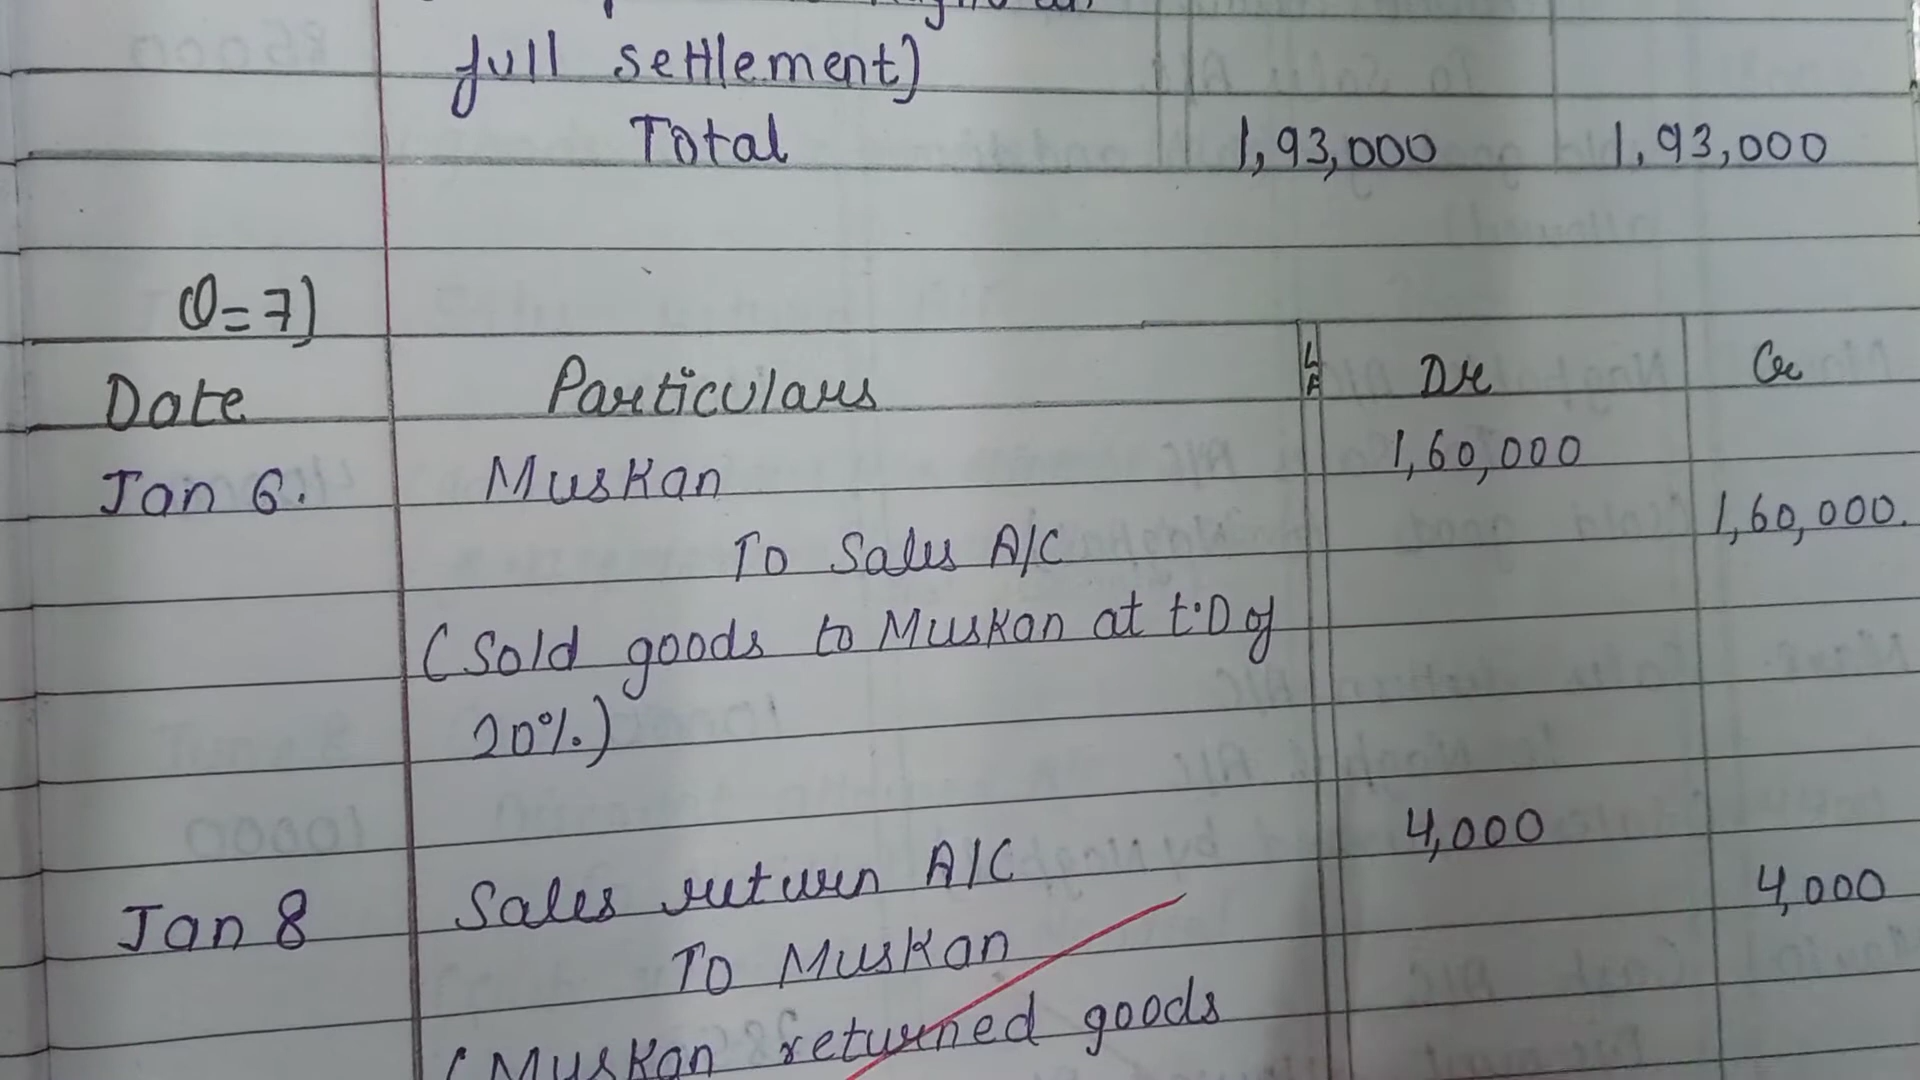 full settlement)
Total 1,93,000 1,93,000
Q=7)
Date Particulars LF Dr Cr
Jan 6. Muskan 1,60,000
To Sales A/C 1,60,000.
(Sold goods to Muskan at t.D of
20%.)
Jan 8 Sales return A/C 4,000
To Muskan 4,000
(Muskan returned goods